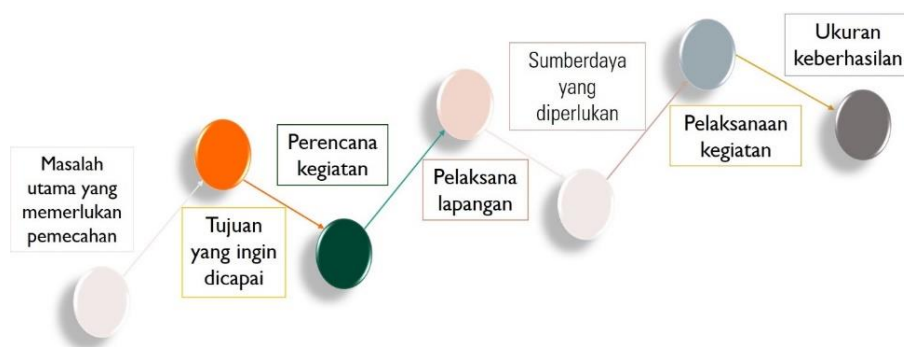 Masalah
utama yang
memerlukan
pemecahan
Tujuan
yang ingin
dicapai
Perencana
kegiatan
Pelaksana
lapangan
Sumberdaya
yang
diperlukan
Pelaksanaan
kegiatan
Ukuran
keberhasilan